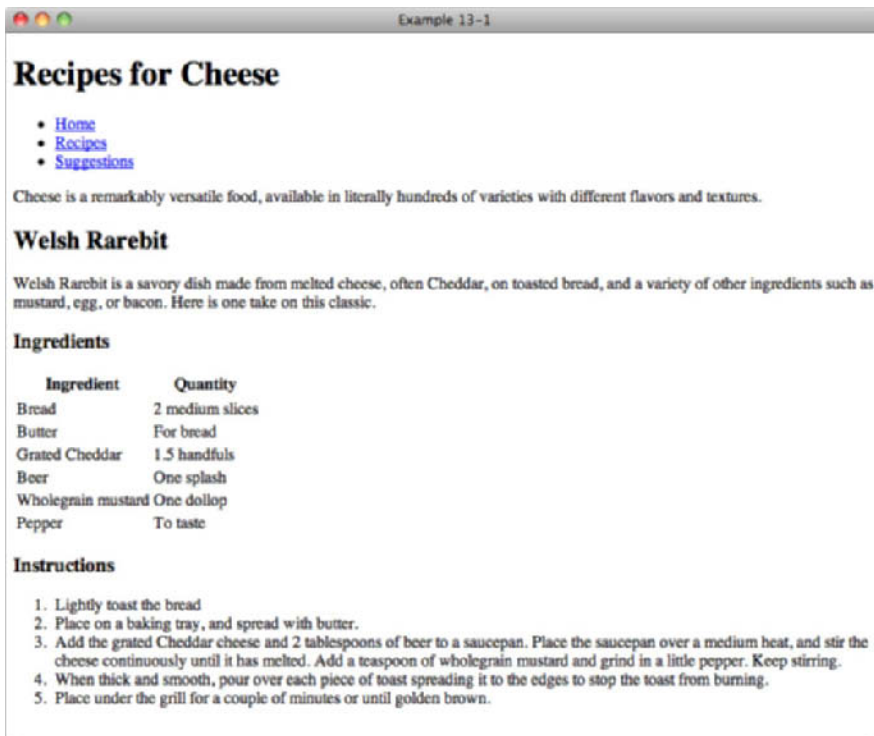 Example 13-1
Recipes for Cheese
• Home
• Recipes
• Suggestions
Cheese is a remarkably versatile food, available in literally hundreds of varieties with different flavors and textures.
Welsh Rarebit
Welsh Rarebit is a savory dish made from melted cheese, often Cheddar, on toasted bread, and a variety of other ingredients such as
mustard, egg, or bacon. Here is one take on this classic.
Ingredients
Ingredient Quantity
Bread 2 medium slices
Butter For bread
Grated Cheddar 1.5 handfuls
Beer One splash
Wholegrain mustard One dollop
Pepper To taste
Instructions
1. Lightly toast the bread
2. Place on a baking tray, and spread with butter.
3. Add the grated Cheddar cheese and 2 tablespoons of beer to a saucepan. Place the saucepan over a medium heat, and stir the
cheese continuously until it has melted. Add a teaspoon of wholegrain mustard and grind in a little pepper. Keep stirring.
4. When thick and smooth, pour over each piece of toast spreading it to the edges to stop the toast from burning.
5. Place under the grill for a couple of minutes or until golden brown.